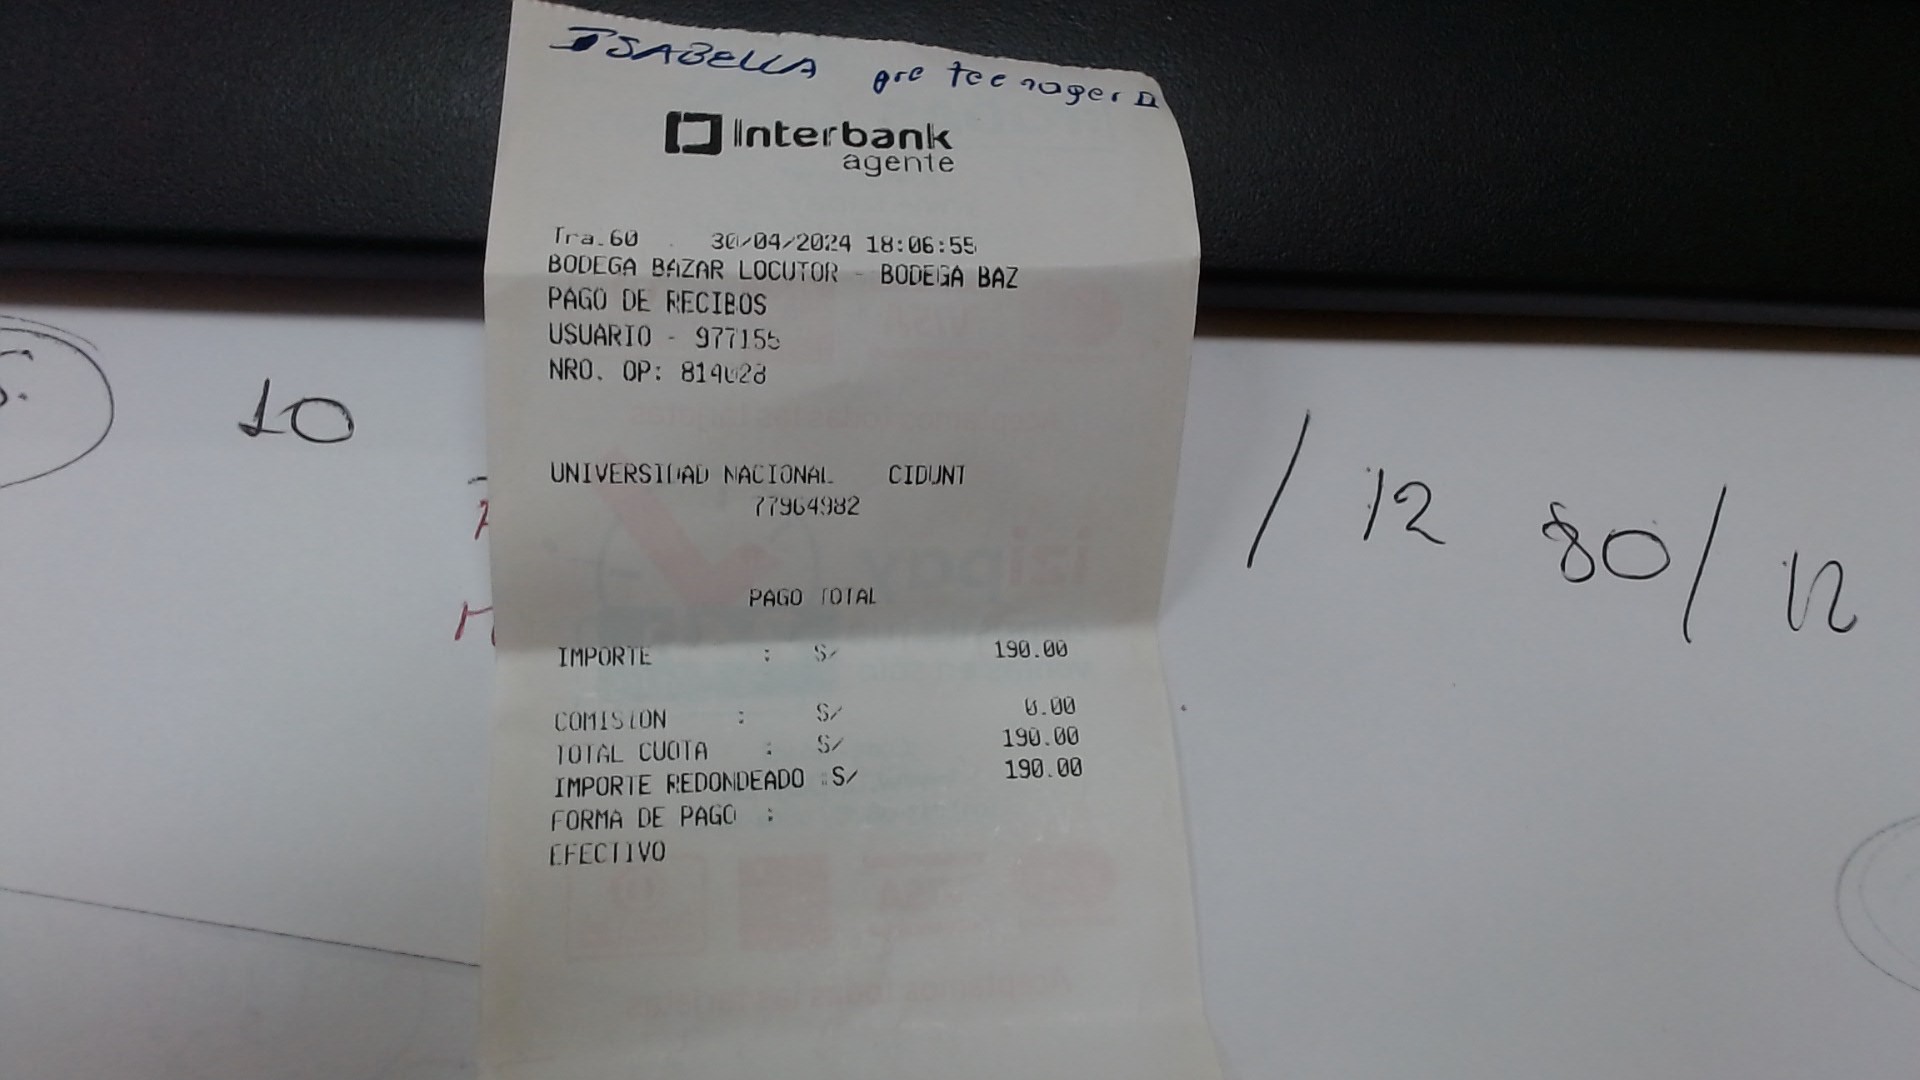 ISABELLA pre teenager II
Interbank
agente
Tra.60 30/04/2024 18:06:55
BODEGA BAZAR LOCUTOR - BODEGA BAZ
PAGO DE RECIBOS
USUARIO - 977155
NRO. OP: 814028
UNIVERSIDAD NACIONAL CIDUNT
77964982
PAGO TOTAL
IMPORTE : S/ 190.00
COMISION : S/ 0.00
TOTAL CUOTA : S/ 190.00
IMPORTE REDONDEADO :S/ 190.00
FORMA DE PAGO :
EFECTIVO
10
/ 12 80/ 12